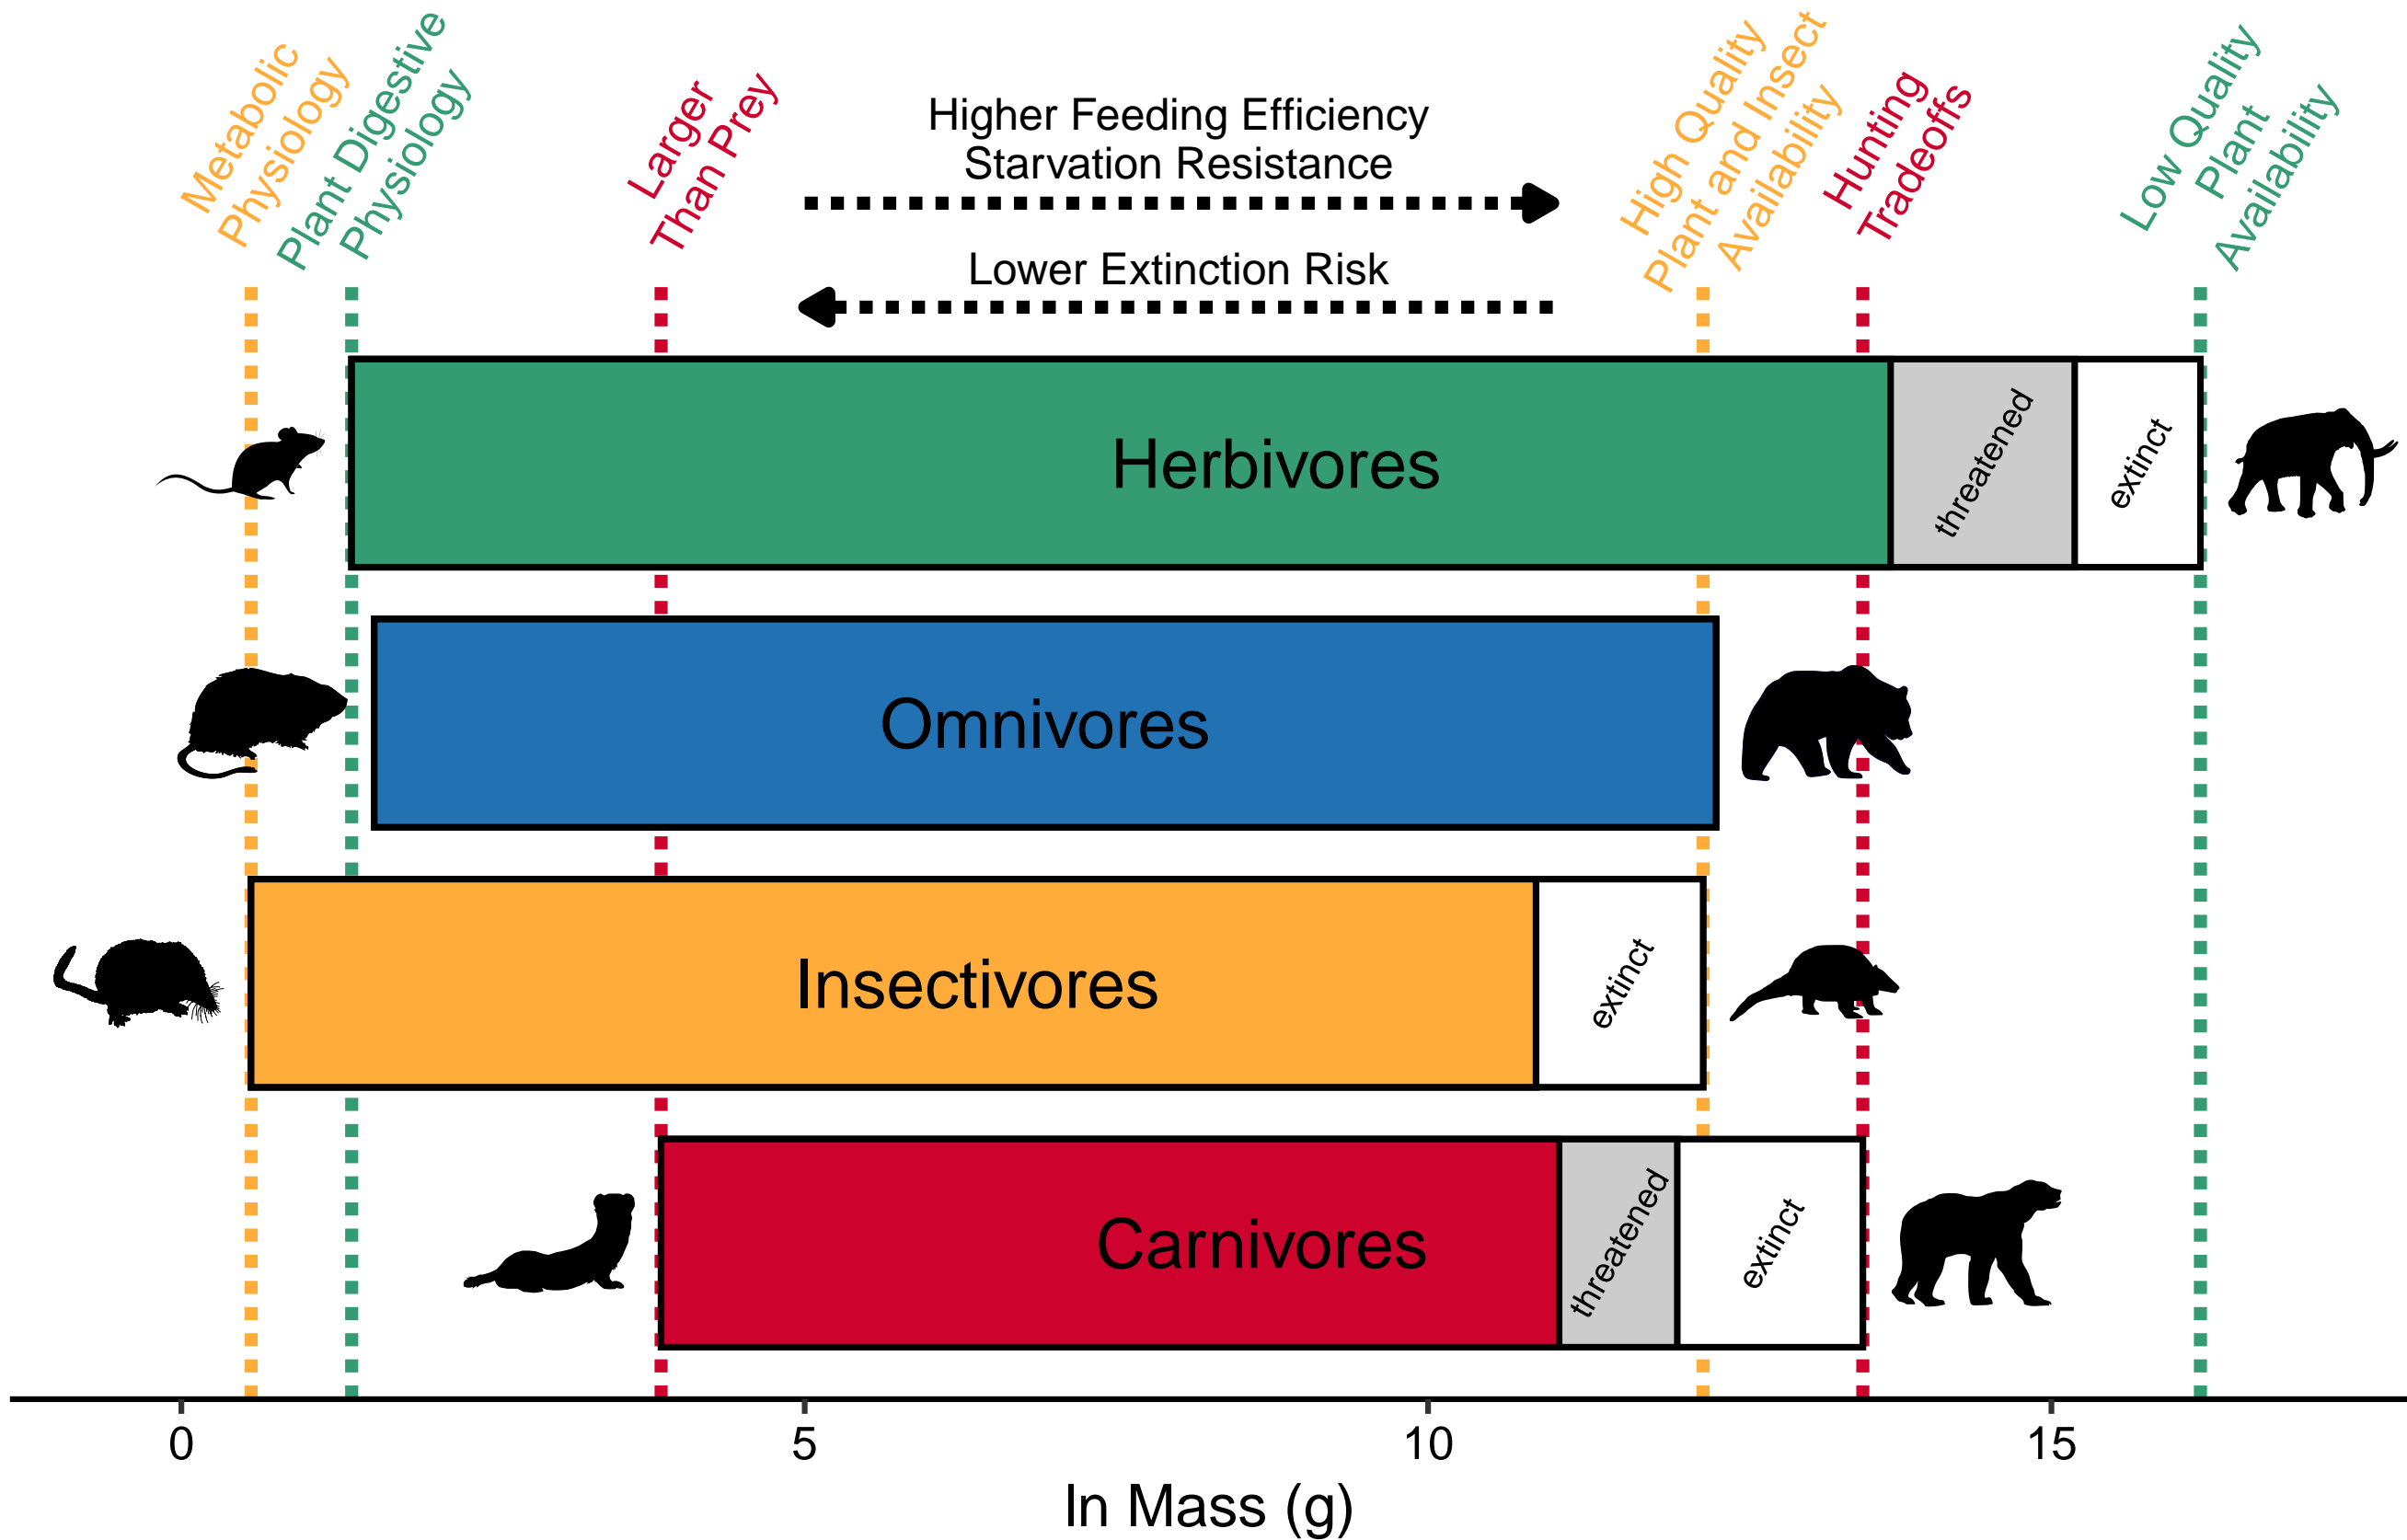 Metabolic
Physiology
Plant Digestive
Physiology
Larger
Than Prey
Higher Feeding Efficiency
Starvation Resistance
Lower Extinction Risk
High Quality
Plant and Insect
Availability
Hunting
Tradeoffs
Low Quality
Plant
Availability
Herbivores
threatened
extinct
Omnivores
Insectivores
extinct
Carnivores
threatened
extinct
0
5
10
15
ln Mass (g)